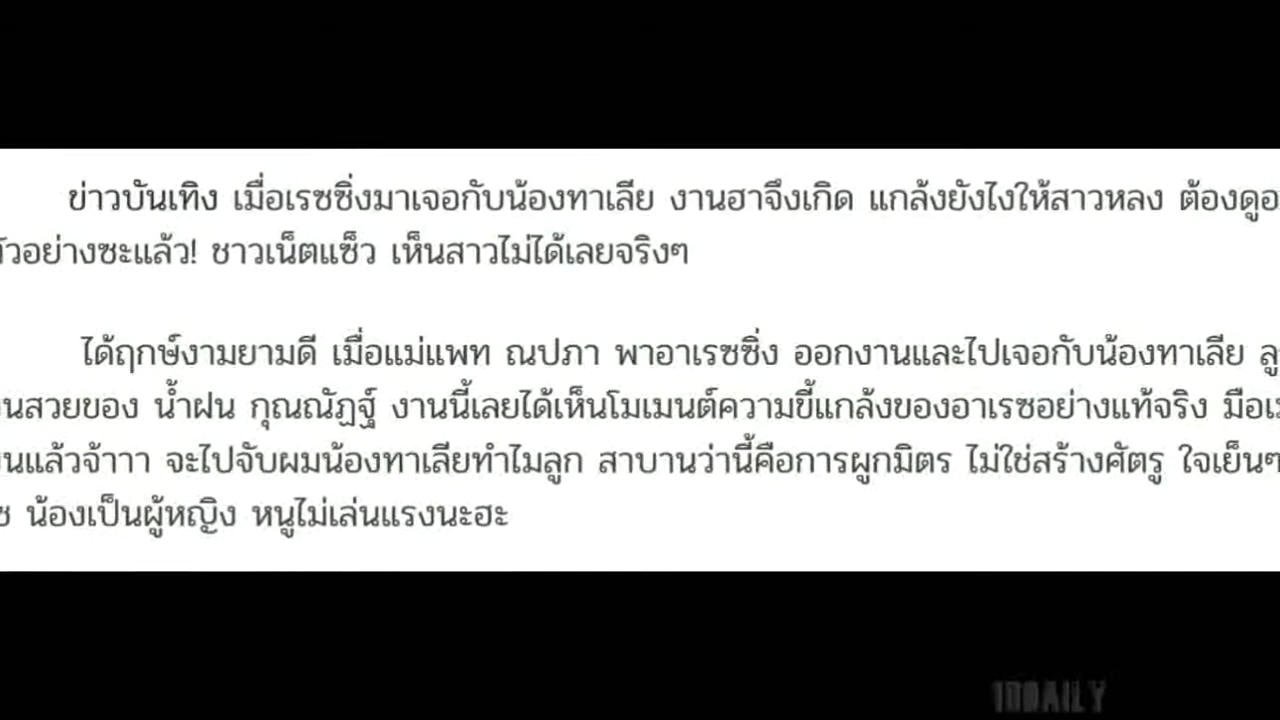 ข่าวบันเทิง เมื่อเรซซิ่งมาเจอกับน้องทาเลีย งานฮาจึงเกิด แกล้งยังไงให้สาวหลง ต้องดูอ
ตัวอย่างซะแล้ว! ชาวเน็ตแซ็ว เห็นสาวไม่ได้เลยจริงๆ
ได้ฤกษ์งามยามดี เมื่อแม่แพท ณปภา พาอาเรซซิ่ง ออกงานและไปเจอกับน้องทาเลีย
นสวยของ น้ำฝน กุณณัฏฐ์ งานนี้เลยได้เห็นโมเมนต์ความขี้แกล้งของอาเรซอย่างแท้จริง
นแล้วจ้าาา จะไปจับผมน้องทาเลียทำไมลูก สาบานว่านี้คือการผูกมิตร ไม่ใช่สร้างศัตรู ใจเย็นๆ
ซ น้องเป็นผู้หญิง หนูไม่เล่นแรงนะฮะ
10DAILY